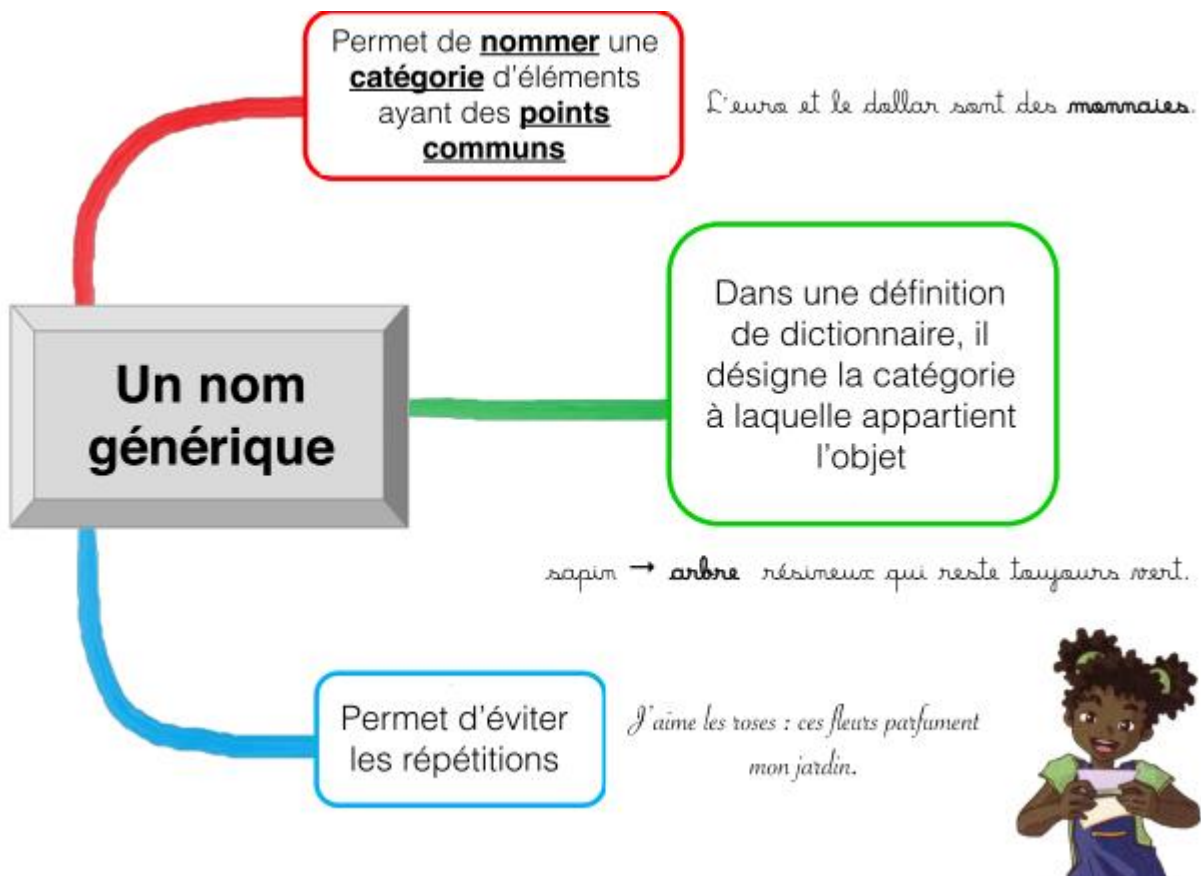 Permet de nommer une
catégorie d'éléments
ayant des points
communs
L'euro et le dollar sont des monnaies.
Un nom
générique
Dans une définition
de dictionnaire, il
désigne la catégorie
à laquelle appartient
l'objet
sapin → arbre résineux qui reste toujours vert.
Permet d'éviter
les répétitions
J'aime les roses : ces fleurs parfument
mon jardin.